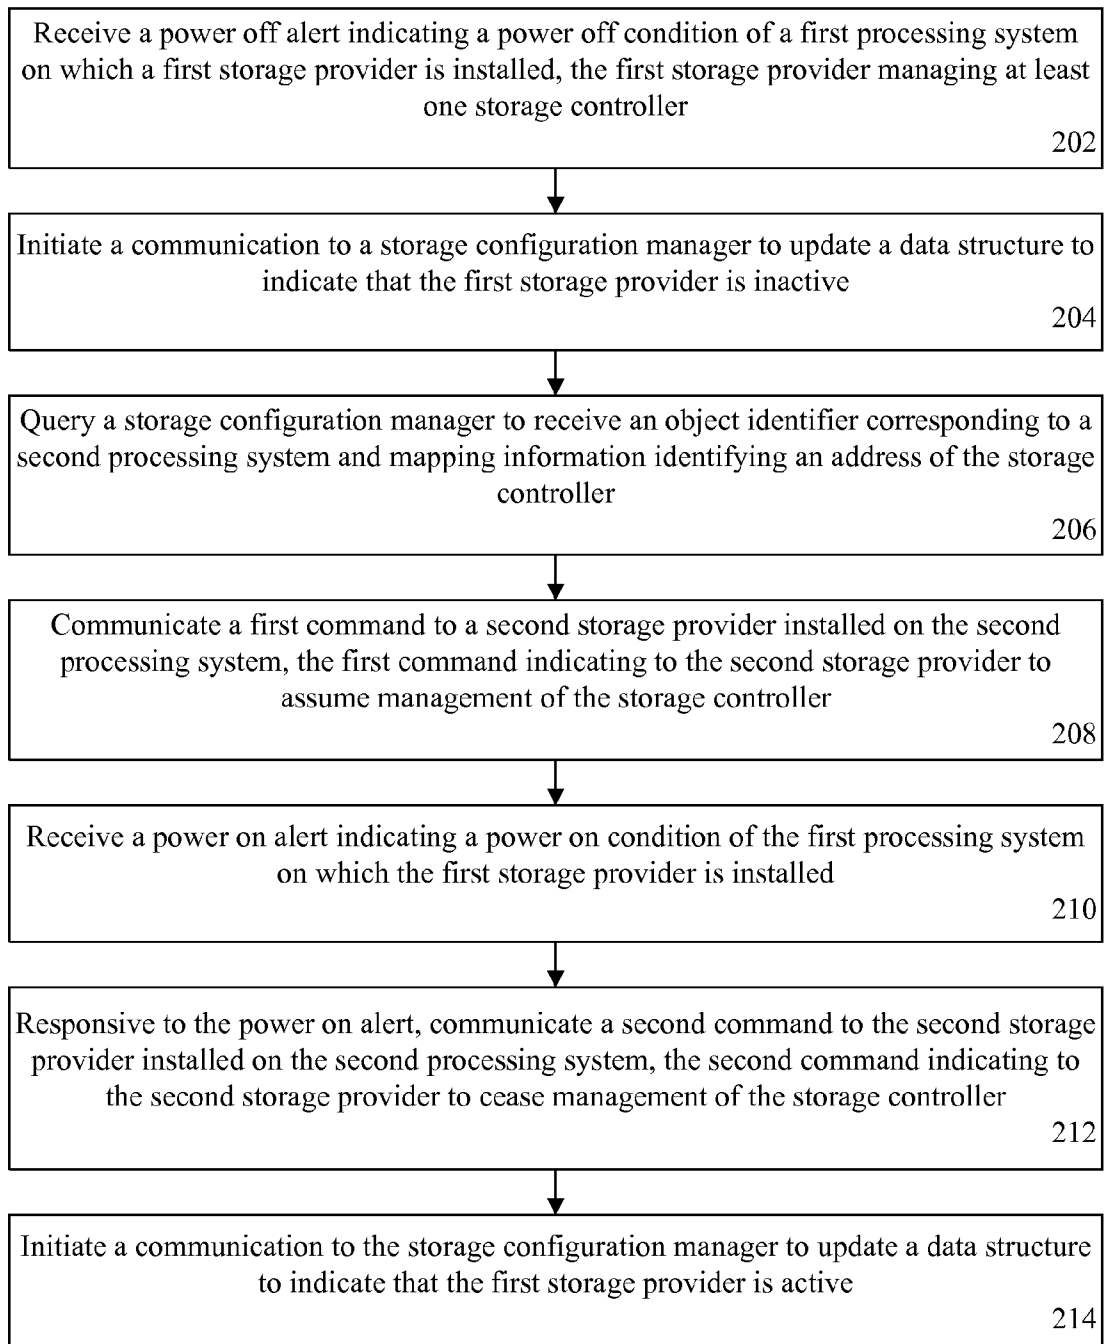 Receive a power off alert indicating a power off condition of a first processing system
on which a first storage provider is installed, the first storage provider managing at least
one storage controller
202
Initiate a communication to a storage configuration manager to update a data structure to
indicate that the first storage provider is inactive
204
Query a storage configuration manager to receive an object identifier corresponding to a
second processing system and mapping information identifying an address of the storage
controller
206
Communicate a first command to a second storage provider installed on the second
processing system, the first command indicating to the second storage provider to
assume management of the storage controller
208
Receive a power on alert indicating a power on condition of the first processing system
on which the first storage provider is installed
210
Responsive to the power on alert, communicate a second command to the second storage
provider installed on the second processing system, the second command indicating to
the second storage provider to cease management of the storage controller
212
Initiate a communication to the storage configuration manager to update a data structure
to indicate that the first storage provider is active
214